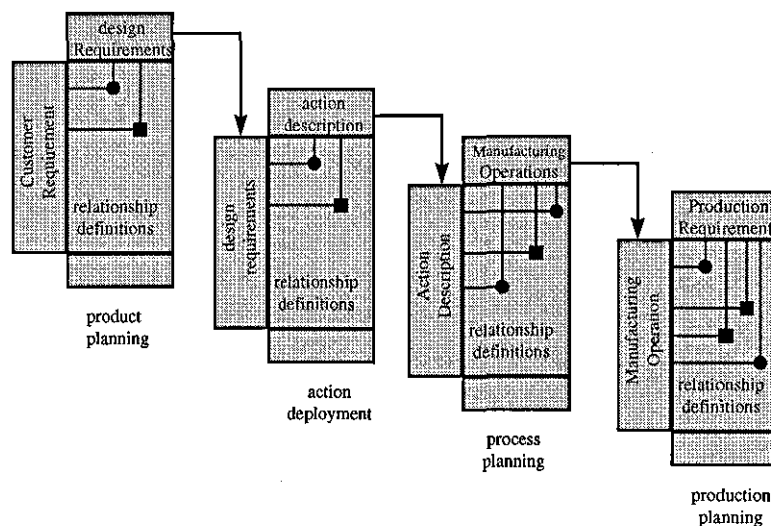 design
Requirements
Customer
Requirement
relationship
definitions
product
planning
action
description
design
requirements
relationship
definitions
action
deployment
Manufacturing
Operations
Action
Description
relationship
definitions
process
planning
Production
Requirement
Manufacturing
Operation
relationship
definitions
production
planning